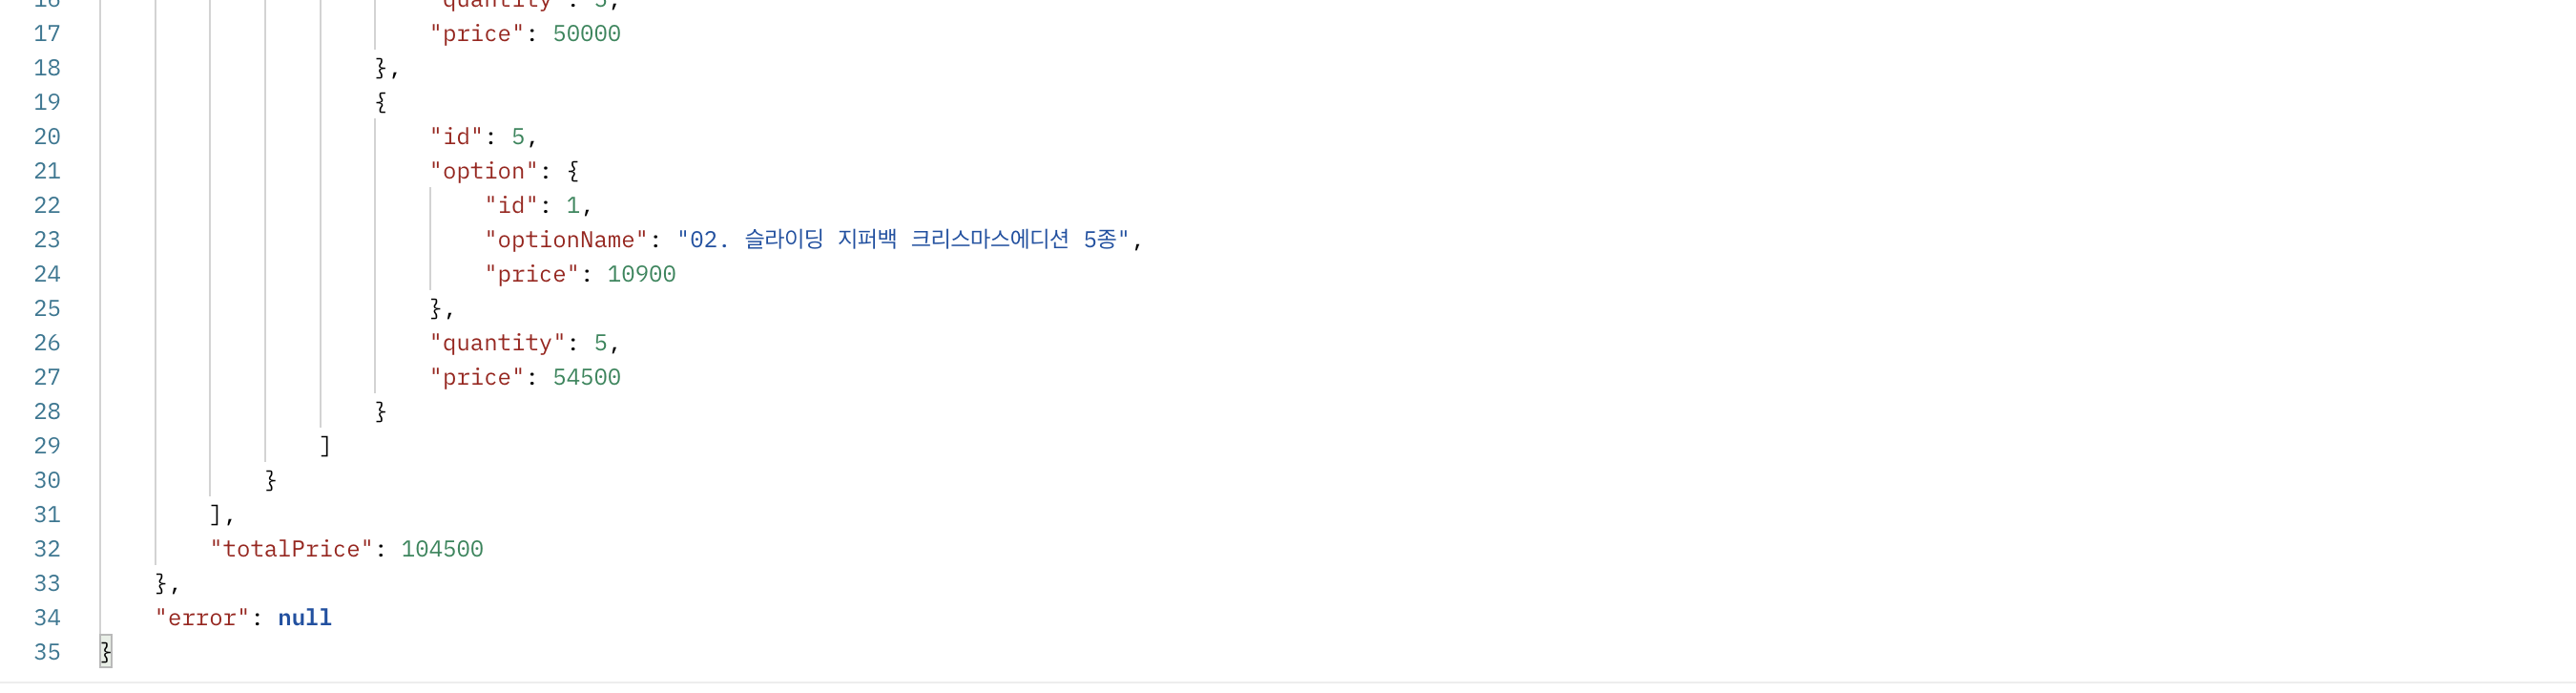 16 "quantity": 5,
17 "price": 50000
18 },
19 {
20 "id": 5,
21 "option": {
22 "id": 1,
23 "optionName": "02. 슬라이딩 지퍼백 크리스마스에디션 5종",
24 "price": 10900
25 },
26 "quantity": 5,
27 "price": 54500
28 }
29 ]
30 }
31 ],
32 "totalPrice": 104500
33 },
34 "error": null
35 }